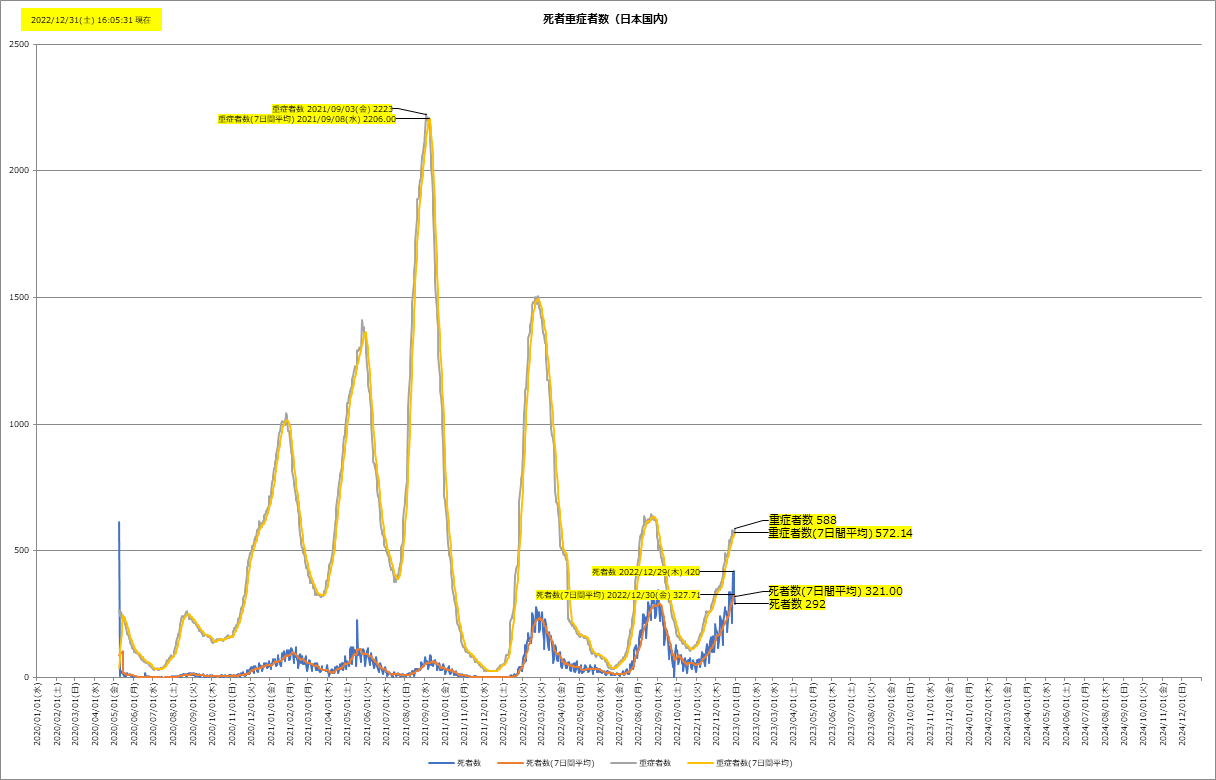 2022/12/31(土) 16:05:31 現在
死者重症者数（日本国内）
2500
2000
1500
1000
500
0
重症者数 2021/09/03(金) 2223
重症者数(7日間平均) 2021/09/08(水) 2206.00
重症者数 588
重症者数(7日間平均) 572.14
死者数 2022/12/29(木) 420
死者数(7日間平均) 2022/12/30(金) 327.71
死者数(7日間平均) 321.00
死者数 292
2020/01/01(水)
2020/02/01(土)
2020/03/01(日)
2020/04/01(水)
2020/05/01(金)
2020/06/01(月)
2020/07/01(水)
2020/08/01(土)
2020/09/01(火)
2020/10/01(木)
2020/11/01(日)
2020/12/01(火)
2021/01/01(金)
2021/02/01(月)
2021/03/01(月)
2021/04/01(木)
2021/05/01(土)
2021/06/01(火)
2021/07/01(木)
2021/08/01(日)
2021/09/01(水)
2021/10/01(金)
2021/11/01(月)
2021/12/01(水)
2022/01/01(土)
2022/02/01(火)
2022/03/01(火)
2022/04/01(金)
2022/05/01(日)
2022/06/01(水)
2022/07/01(金)
2022/08/01(月)
2022/09/01(木)
2022/10/01(土)
2022/11/01(火)
2022/12/01(木)
2023/01/01(日)
2023/02/01(水)
2023/03/01(水)
2023/04/01(土)
2023/05/01(月)
2023/06/01(木)
2023/07/01(土)
2023/08/01(火)
2023/09/01(金)
2023/10/01(日)
2023/11/01(水)
2023/12/01(金)
2024/01/01(月)
2024/02/01(木)
2024/03/01(金)
2024/04/01(月)
2024/05/01(水)
2024/06/01(土)
2024/07/01(月)
2024/08/01(木)
2024/09/01(日)
2024/10/01(火)
2024/11/01(金)
2024/12/01(日)
死者数
死者数(7日間平均)
重症者数
重症者数(7日間平均)